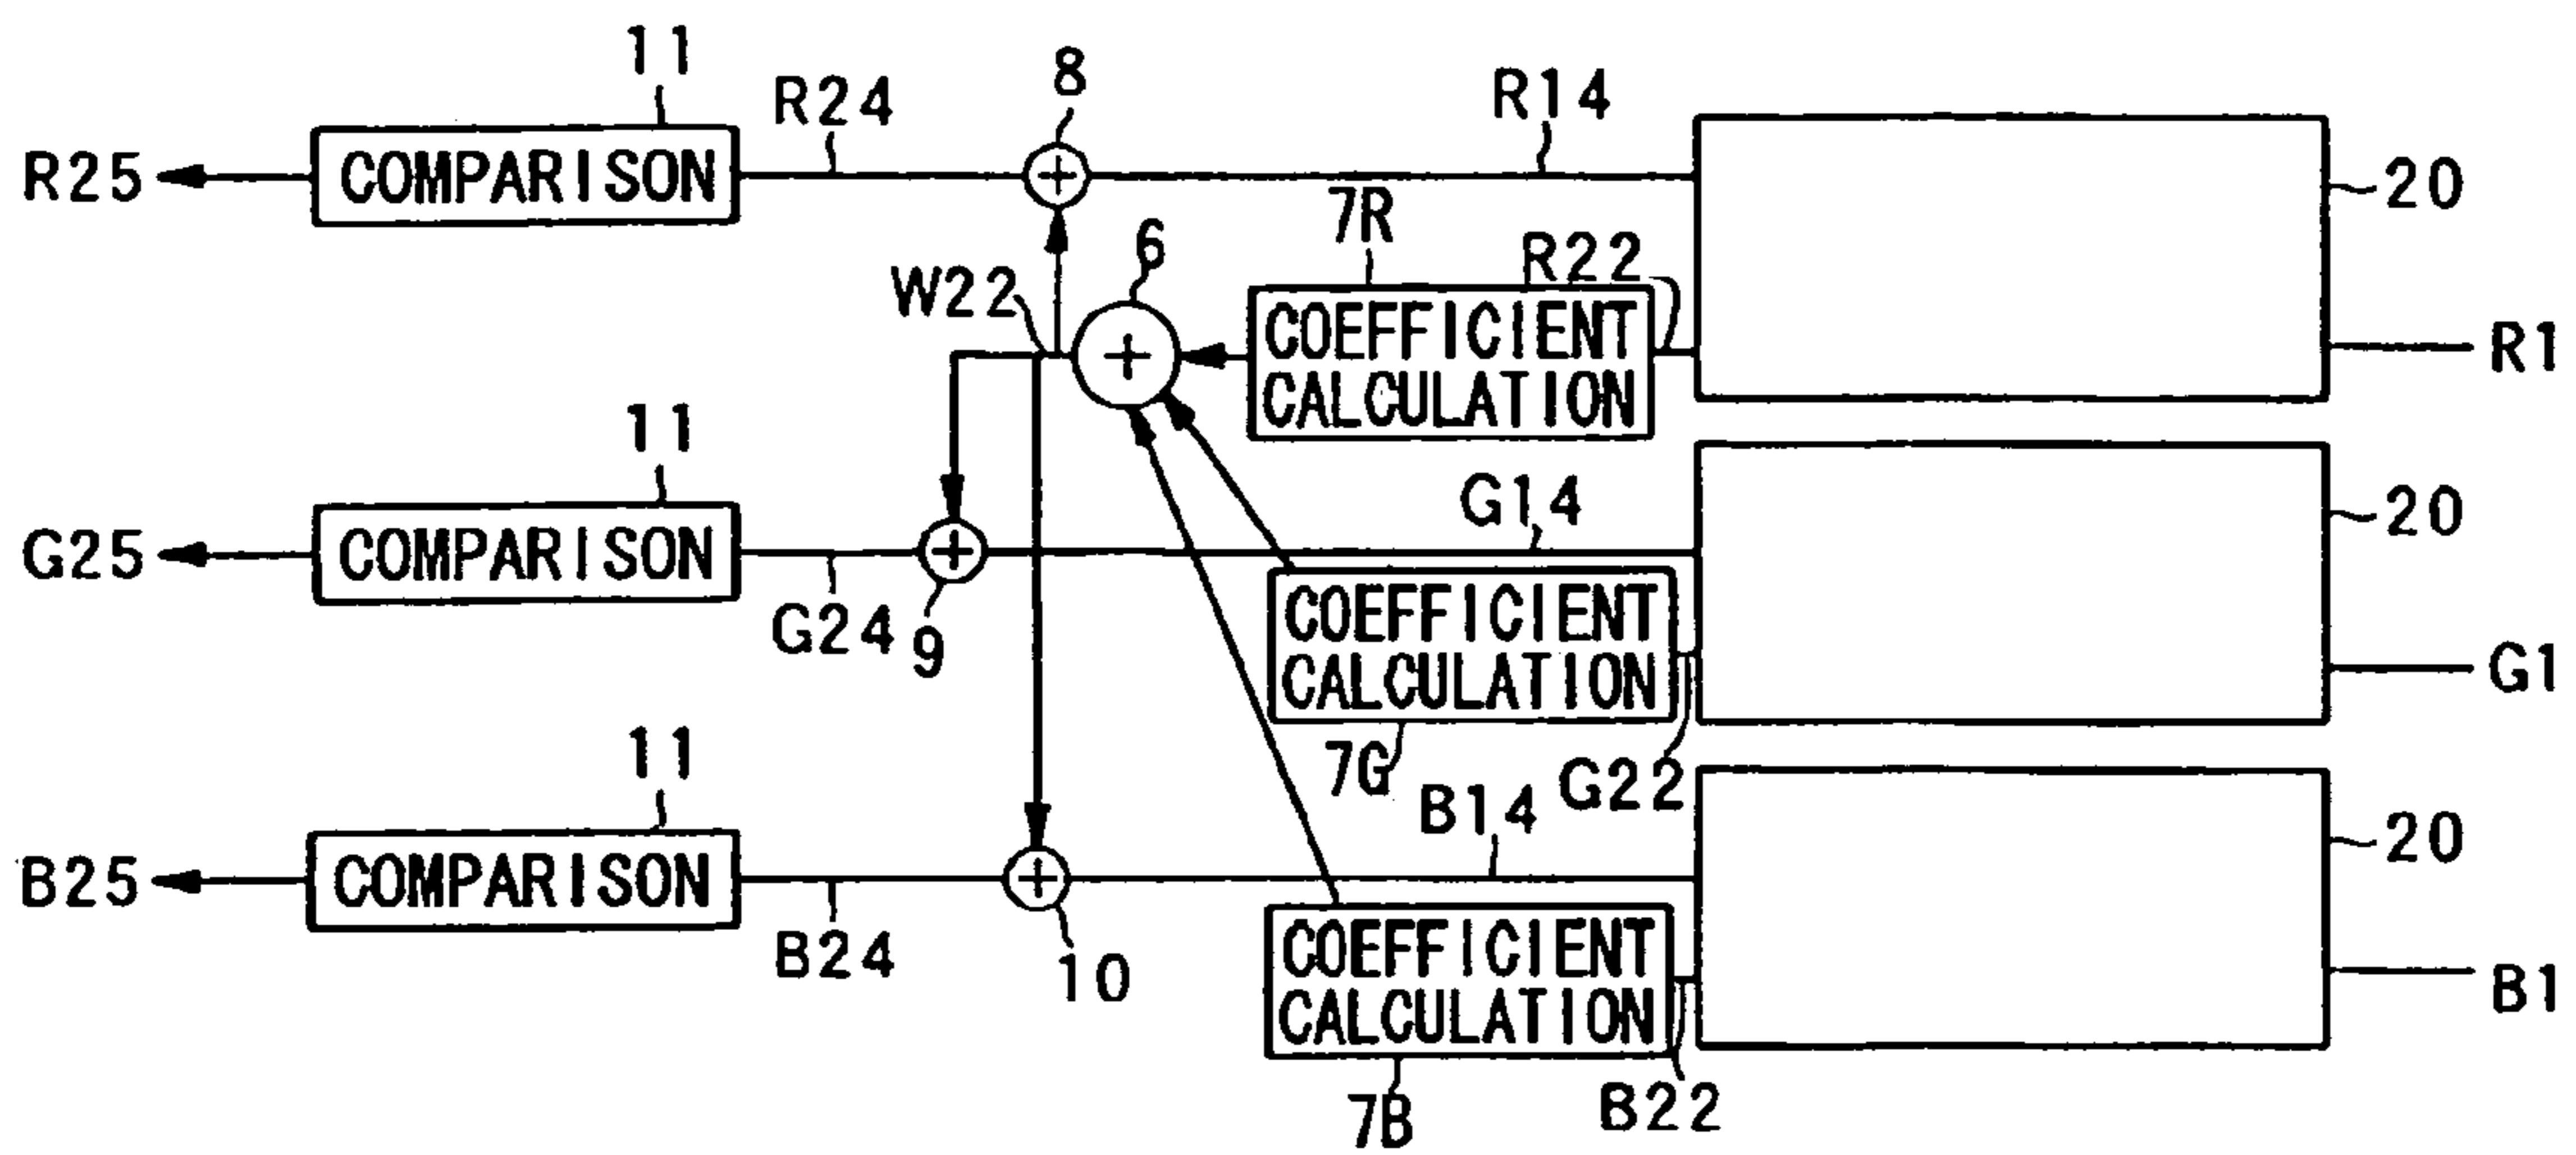 11
R24
8
R14
R25
COMPARISON
20
7R
R22
6
W22
COEFFICIENT
CALCULATION
R1
11
G14
20
G25
COMPARISON
G24
9
COEFFICIENT
CALCULATION
G1
7G
G22
11
B14
20
B25
COMPARISON
B24
10
COEFFICIENT
CALCULATION
B1
7B
B22